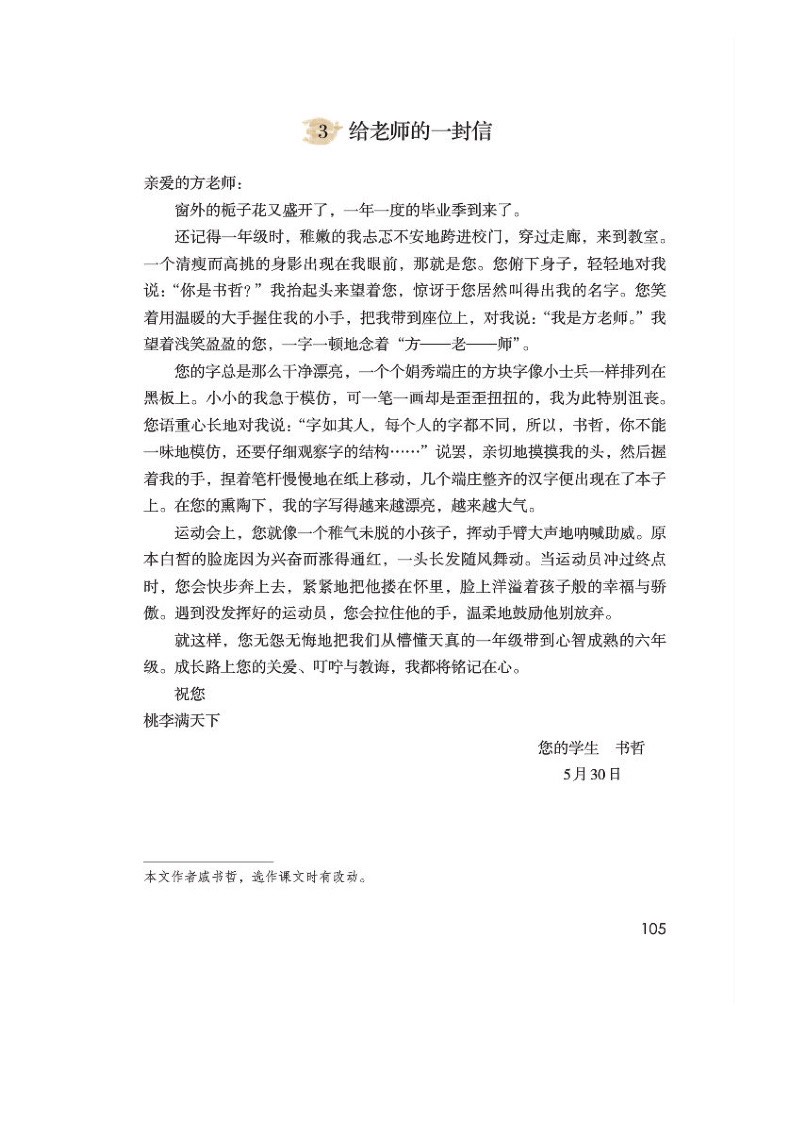 3 给老师的一封信
亲爱的方老师：
窗外的栀子花又盛开了，一年一度的毕业季到来了。
还记得一年级时，稚嫩的我忐忑不安地跨进校门，穿过走廊，来到教室。
一个清瘦而高挑的身影出现在我眼前，那就是您。您俯下身子，轻轻地对我
说：“你是书哲？”我抬起头来望着您，惊讶于您居然叫得出我的名字。您笑
着用温暖的大手握住我的小手，把我带到座位上，对我说：“我是方老师。”我
望着浅笑盈盈的您，一字一顿地念着“方——老——师”。
您的字总是那么干净漂亮，一个个娟秀端庄的方块字像小士兵一样排列在
黑板上。小小的我急于模仿，可一笔一画却是歪歪扭扭的，我为此特别沮丧。
您语重心长地对我说：“字如其人，每个人的字都不同，所以，书哲，你不能
一味地模仿，还要仔细观察字的结构……”说罢，亲切地摸摸我的头，然后握
着我的手，捏着笔杆慢慢地在纸上移动，几个端庄整齐的汉字便出现在了本子
上。在您的熏陶下，我的字写得越来越漂亮，越来越大气。
运动会上，您就像一个稚气未脱的小孩子，挥动手臂大声地呐喊助威。原
本白皙的脸庞因为兴奋而涨得通红，一头长发随风舞动。当运动员冲过终点
时，您会快步奔上去，紧紧地把他搂在怀里，脸上洋溢着孩子般的幸福与骄
傲。遇到没发挥好的运动员，您会拉住他的手，温柔地鼓励他别放弃。
就这样，您无怨无悔地把我们从懵懂天真的一年级带到心智成熟的六年
级。成长路上您的关爱、叮咛与教诲，我都将铭记在心。
祝您
桃李满天下
您的学生 书哲
5月30日
本文作者戚书哲，选作课文时有改动。
105